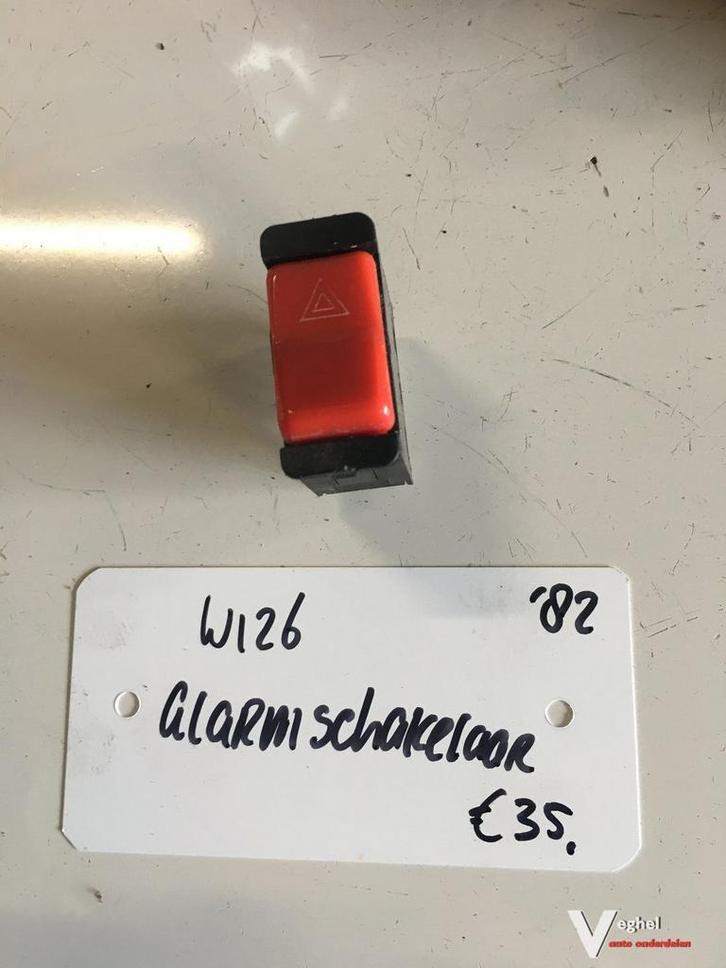 W126 '82
Alarmschakelaar
€35.
Veghel
auto onderdelen